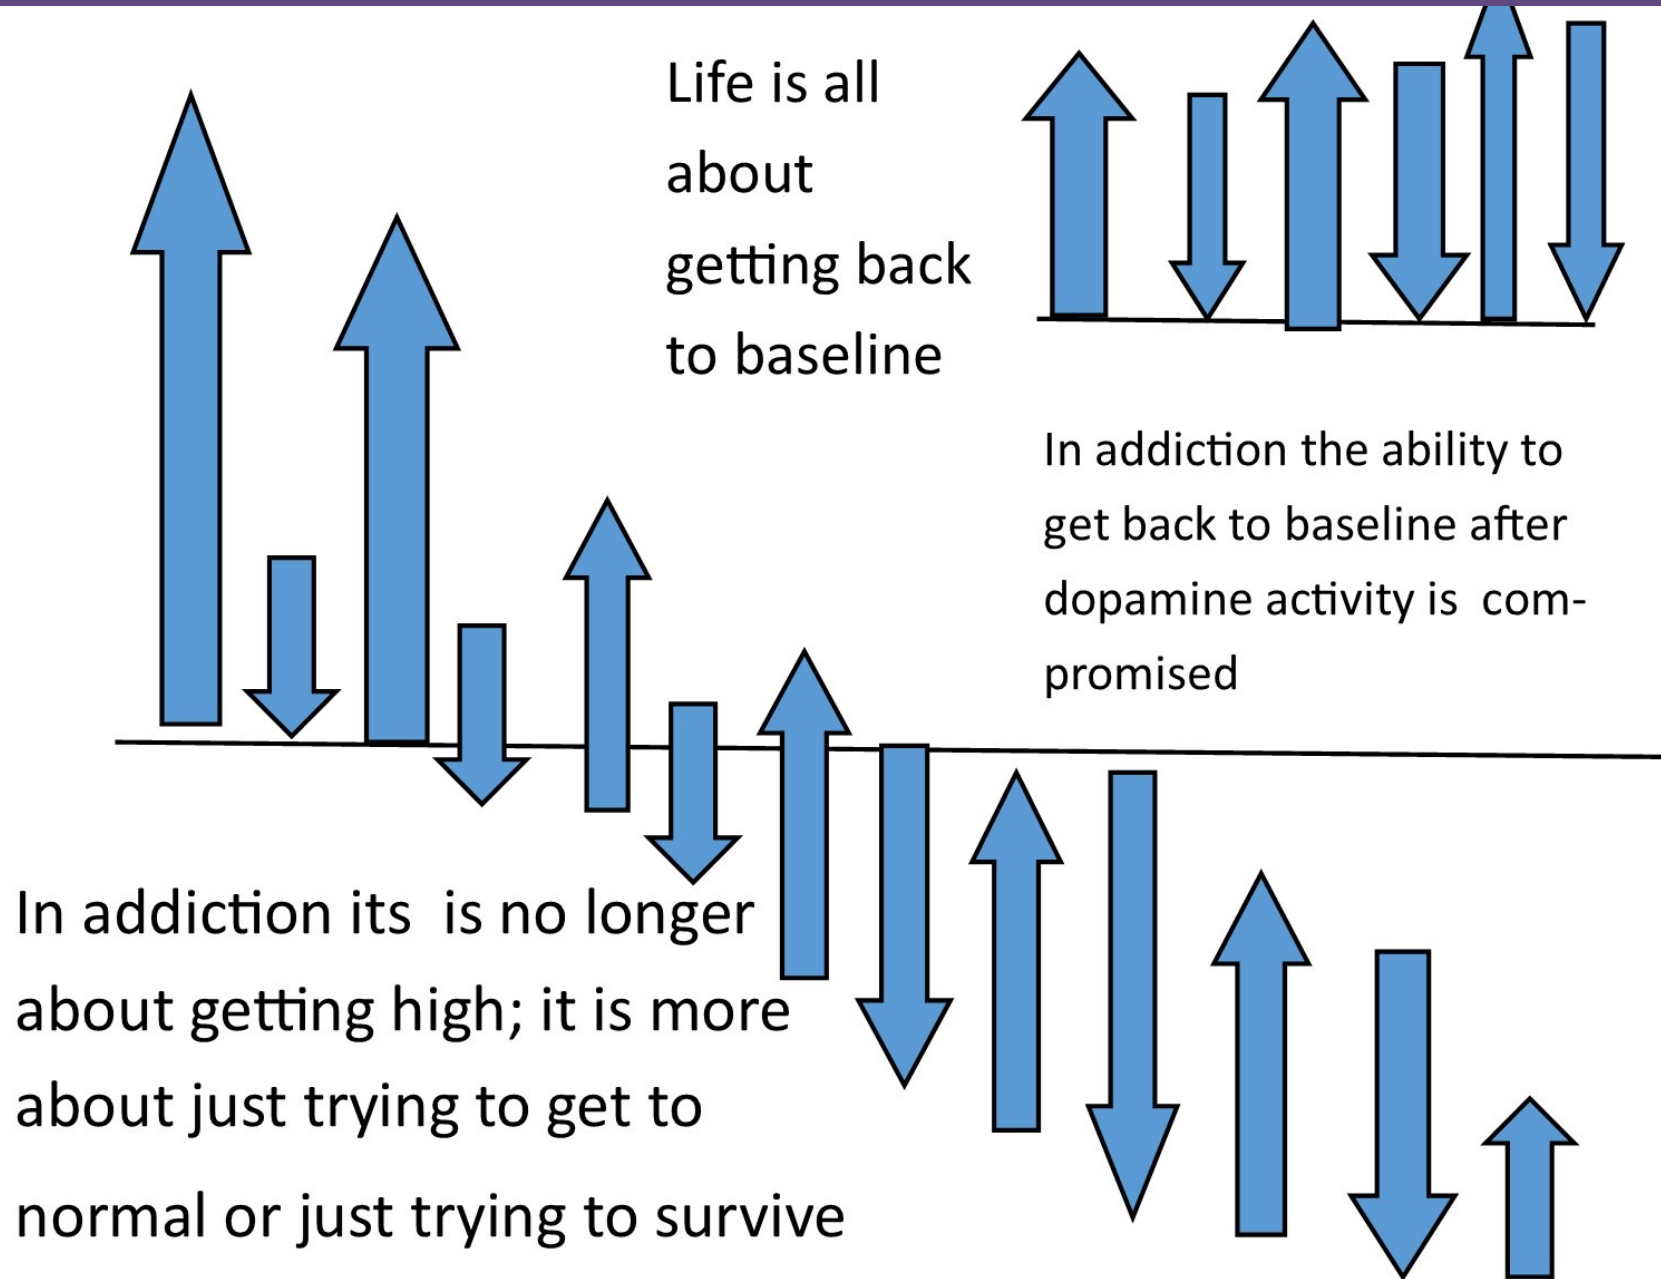 Life is all
about
getting back
to baseline
In addiction the ability to
get back to baseline after
dopamine activity is  com-
promised
In addiction its  is no longer
about getting high; it is more
about just trying to get to
normal or just trying to survive